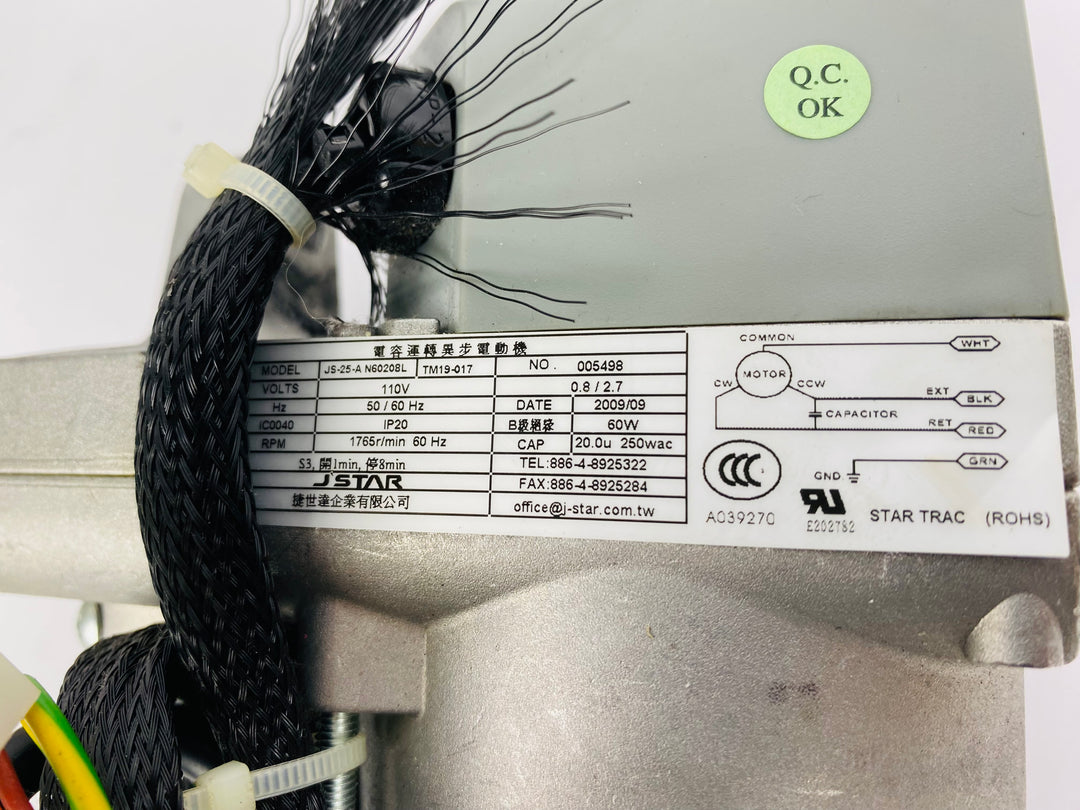 Q.C.
OK
電容運轉異步電動機
MODEL JS-25-A N60208L TM19-017 NO. 005498
VOLTS 110V 0.8 / 2.7
Hz 50 / 60 Hz DATE 2009/09
IC0040 IP20 B級絕緣 60W
RPM 1765r/min 60 Hz CAP 20.0u 250wac
S3, 開1min, 停8min TEL:886-4-8925322
J'STAR FAX:886-4-8925284
捷世達企業有限公司 office@j-star.com.tw
COMMON
WHT
MOTOR
CW
CCW
EXT
BLK
CAPACITOR
RET
RED
GND
GRN
CCC
A039270
RU
E202782
STAR TRAC (ROHS)